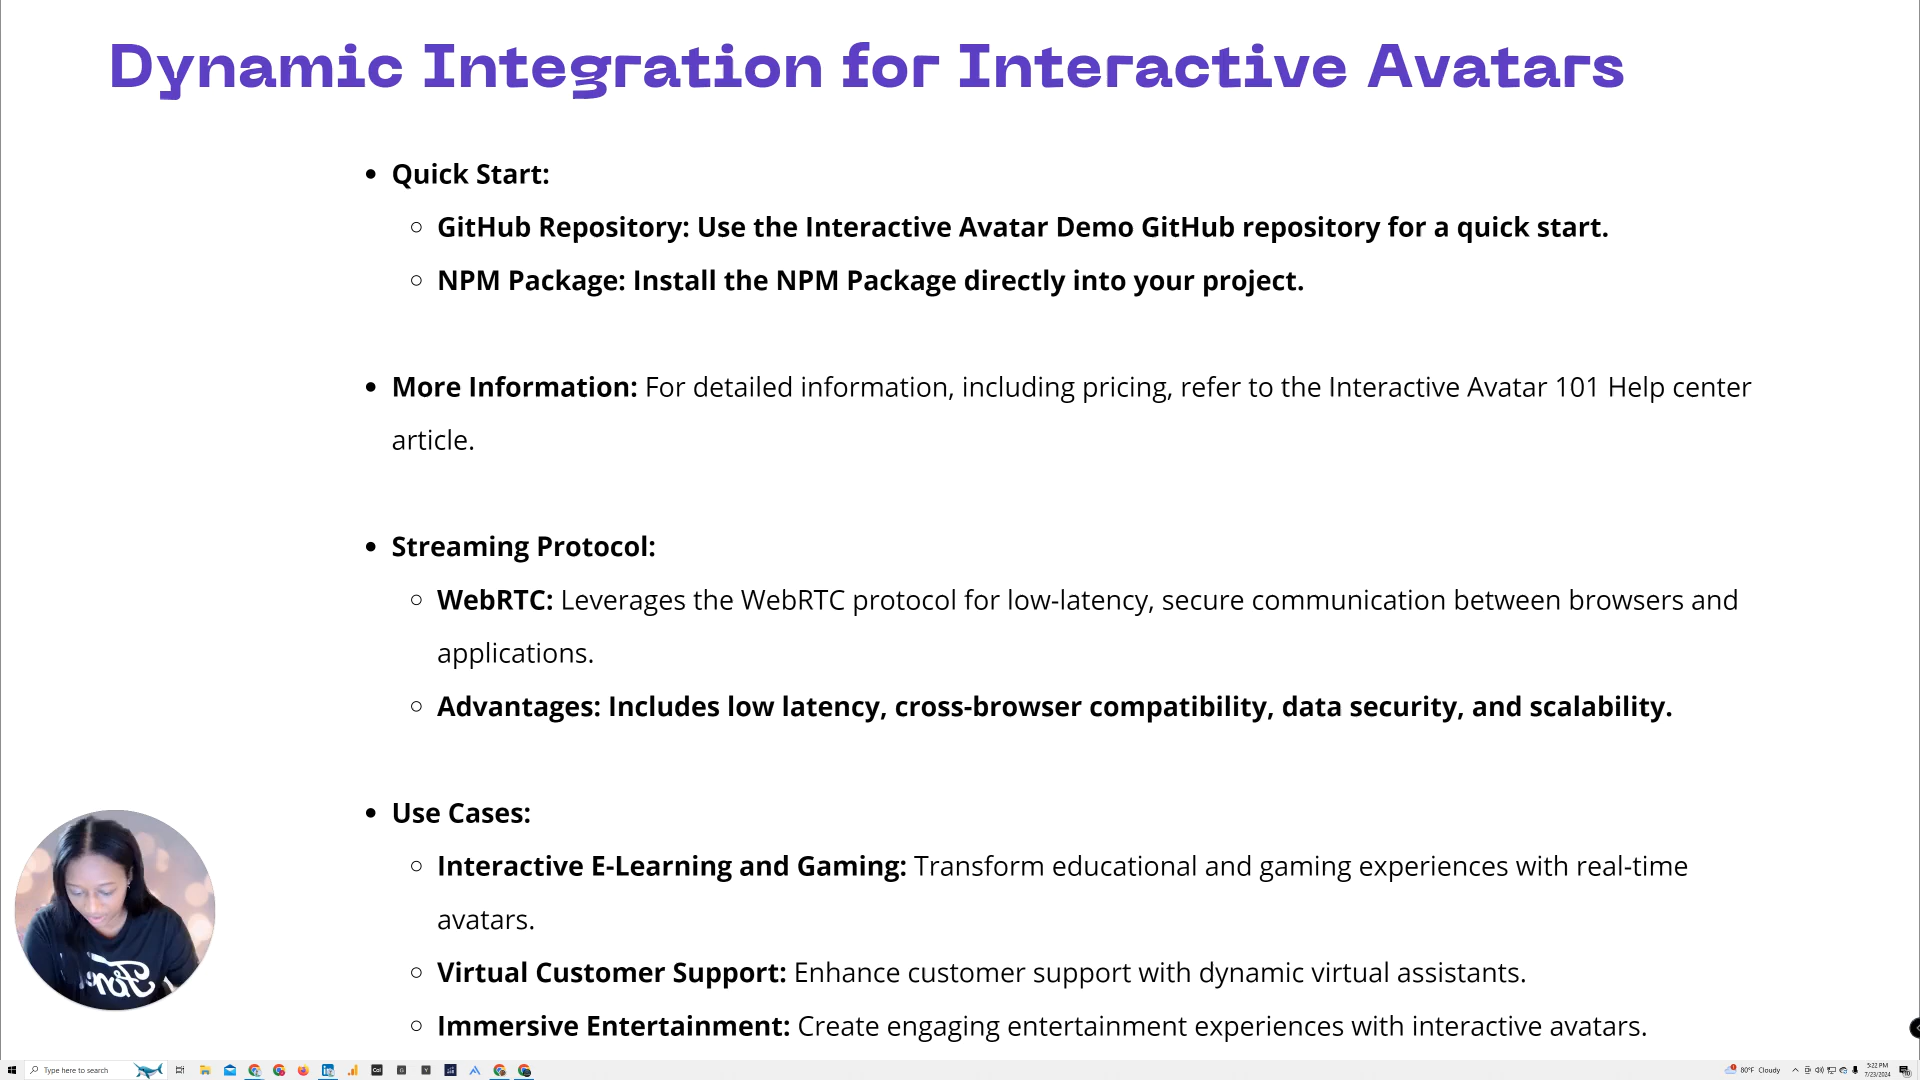 Dynamic Integration for Interactive Avatars
Quick Start:
GitHub Repository: Use the Interactive Avatar Demo GitHub repository for a quick start.
NPM Package: Install the NPM Package directly into your project.
More Information: For detailed information, including pricing, refer to the Interactive Avatar 101 Help center
article.
Streaming Protocol:
WebRTC: Leverages the WebRTC protocol for low-latency, secure communication between browsers and
applications.
Advantages: Includes low latency, cross-browser compatibility, data security, and scalability.
Use Cases:
Interactive E-Learning and Gaming: Transform educational and gaming experiences with real-time
avatars.
Virtual Customer Support: Enhance customer support with dynamic virtual assistants.
Immersive Entertainment: Create engaging entertainment experiences with interactive avatars.
Type here to search
80°F Cloudy
5:22 PM
7/23/2024